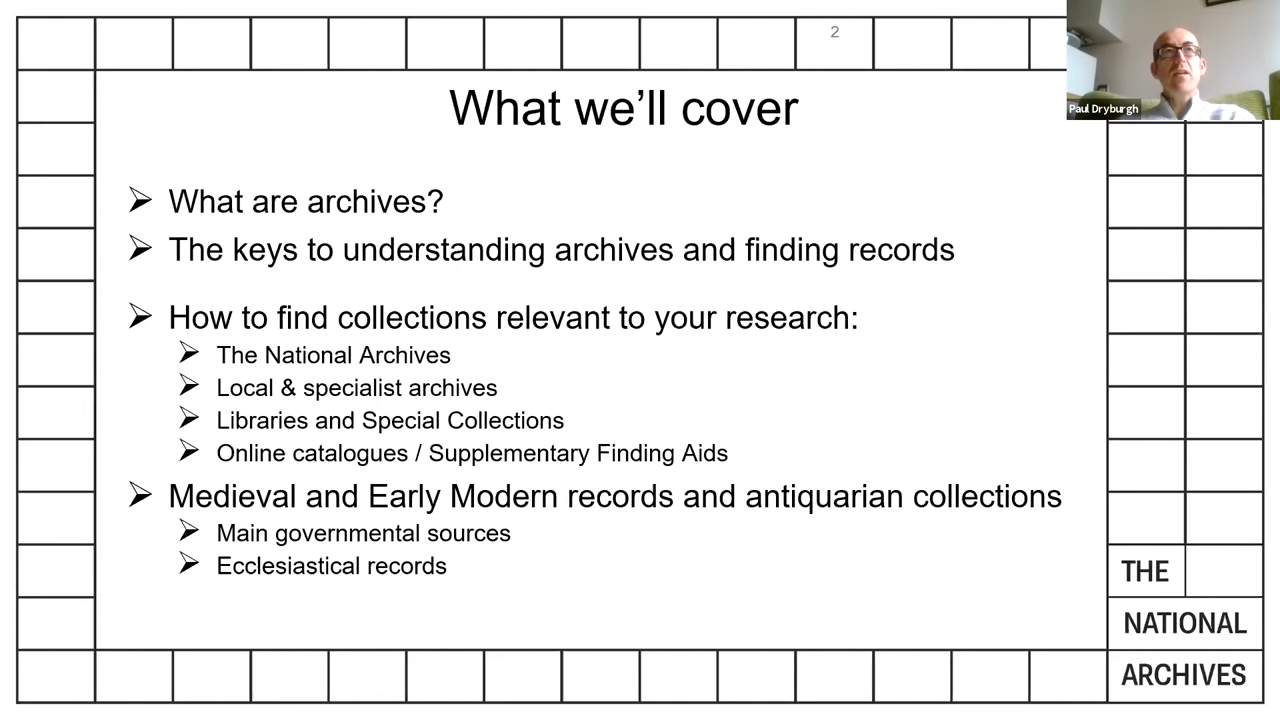 2
Paul Dryburgh
What we'll cover
What are archives?
The keys to understanding archives and finding records
How to find collections relevant to your research:
The National Archives
Local & specialist archives
Libraries and Special Collections
Online catalogues / Supplementary Finding Aids
Medieval and Early Modern records and antiquarian collections
Main governmental sources
Ecclesiastical records
THE
NATIONAL
ARCHIVES